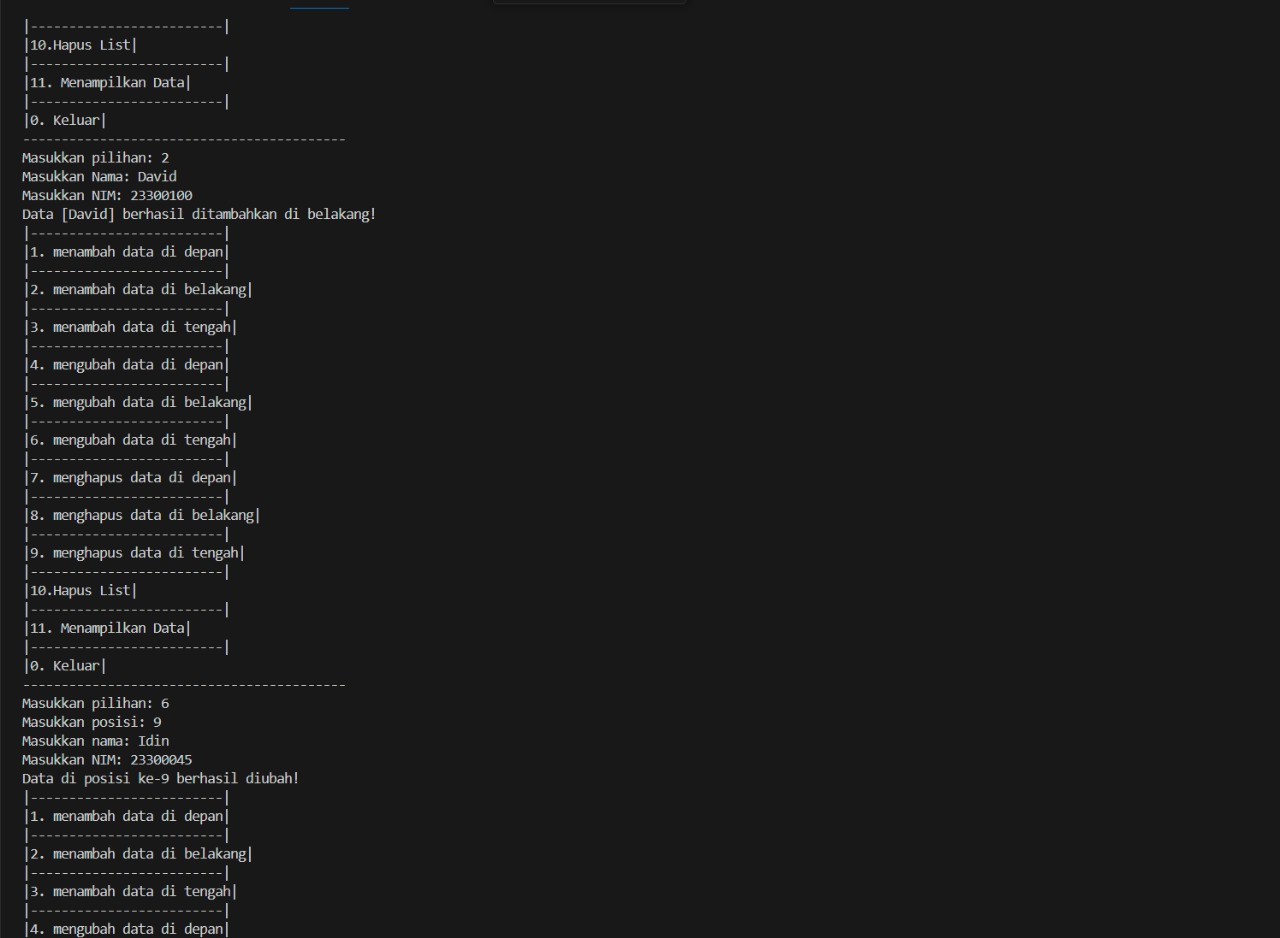 |-------------------------|
|10.Hapus List|
|-------------------------|
|11. Menampilkan Data|
|-------------------------|
|0. Keluar|
------------------------------------------
Masukkan pilihan: 2
Masukkan Nama: David
Masukkan NIM: 23300100
Data [David] berhasil ditambahkan di belakang!
|-------------------------|
|1. menambah data di depan|
|-------------------------|
|2. menambah data di belakang|
|-------------------------|
|3. menambah data di tengah|
|-------------------------|
|4. mengubah data di depan|
|-------------------------|
|5. mengubah data di belakang|
|-------------------------|
|6. mengubah data di tengah|
|-------------------------|
|7. menghapus data di depan|
|-------------------------|
|8. menghapus data di belakang|
|-------------------------|
|9. menghapus data di tengah|
|-------------------------|
|10.Hapus List|
|-------------------------|
|11. Menampilkan Data|
|-------------------------|
|0. Keluar|
------------------------------------------
Masukkan pilihan: 6
Masukkan posisi: 9
Masukkan nama: Idin
Masukkan NIM: 23300045
Data di posisi ke-9 berhasil diubah!
|-------------------------|
|1. menambah data di depan|
|-------------------------|
|2. menambah data di belakang|
|-------------------------|
|3. menambah data di tengah|
|-------------------------|
|4. mengubah data di depan|